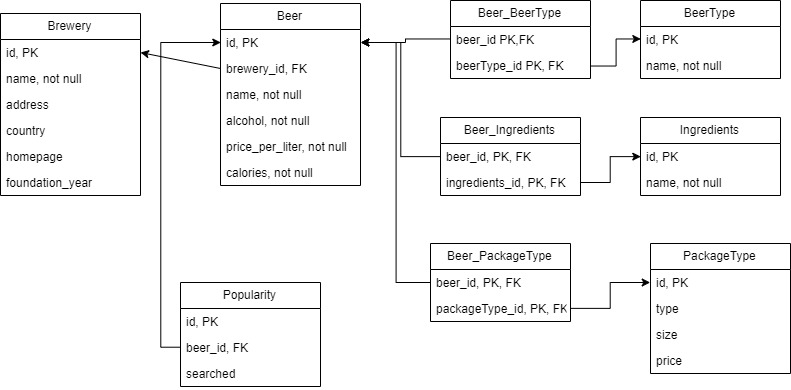 Brewery
id, PK
name, not null
address
country
homepage
foundation_year
Beer
id, PK
brewery_id, FK
name, not null
alcohol, not null
price_per_liter, not null
calories, not null
Popularity
id, PK
beer_id, FK
searched
Beer_BeerType
beer_id PK,FK
beerType_id PK, FK
BeerType
id, PK
name, not null
Beer_Ingredients
beer_id, PK, FK
ingredients_id, PK, FK
Ingredients
id, PK
name, not null
Beer_PackageType
beer_id, PK, FK
packageType_id, PK, FK
PackageType
id, PK
type
size
price